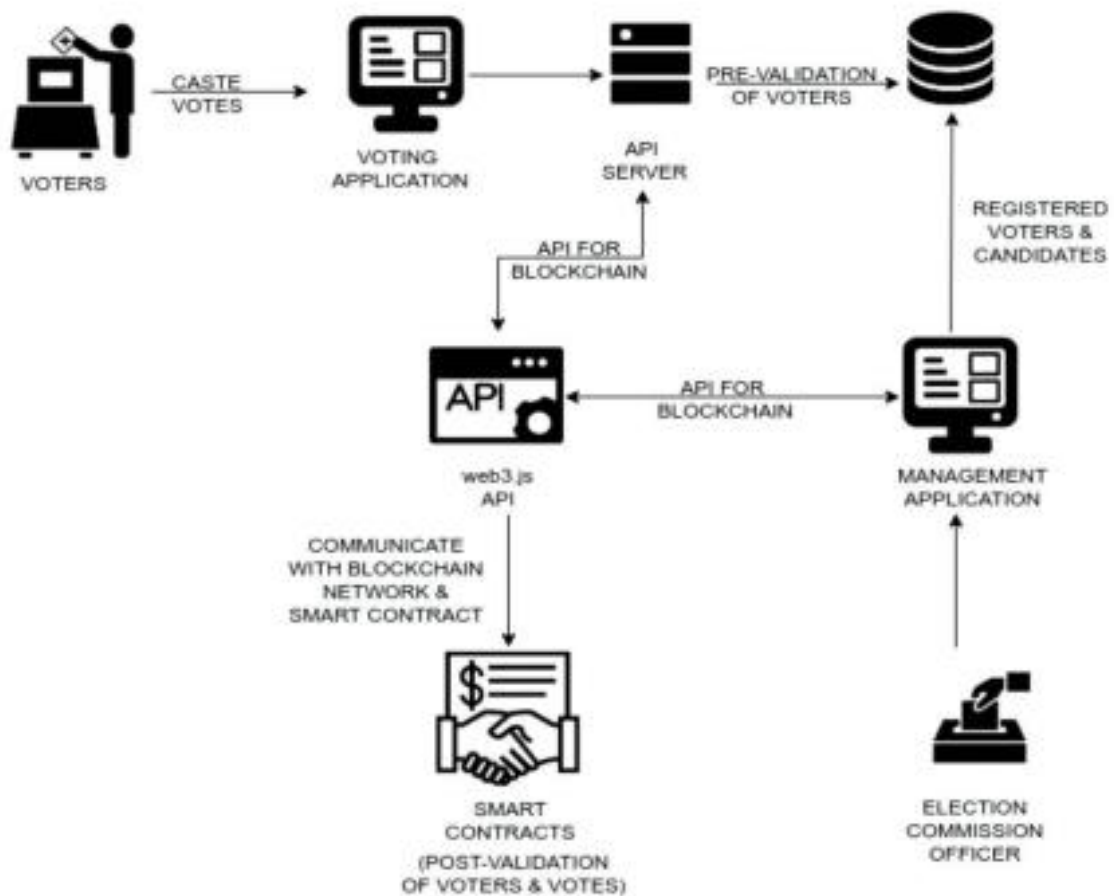 CASTE
VOTES
PRE-VALIDATION
OF VOTERS
VOTERS
VOTING
APPLICATION
API
SERVER
REGISTERED
VOTERS &
CANDIDATES
API FOR
BLOCKCHAIN
API
API FOR
BLOCKCHAIN
web3.js
API
MANAGEMENT
APPLICATION
COMMUNICATE
WITH BLOCKCHAIN
NETWORK &
SMART CONTRACT
$
SMART
CONTRACTS
(POST-VALIDATION
OF VOTERS & VOTES)
ELECTION
COMMISSION
OFFICER